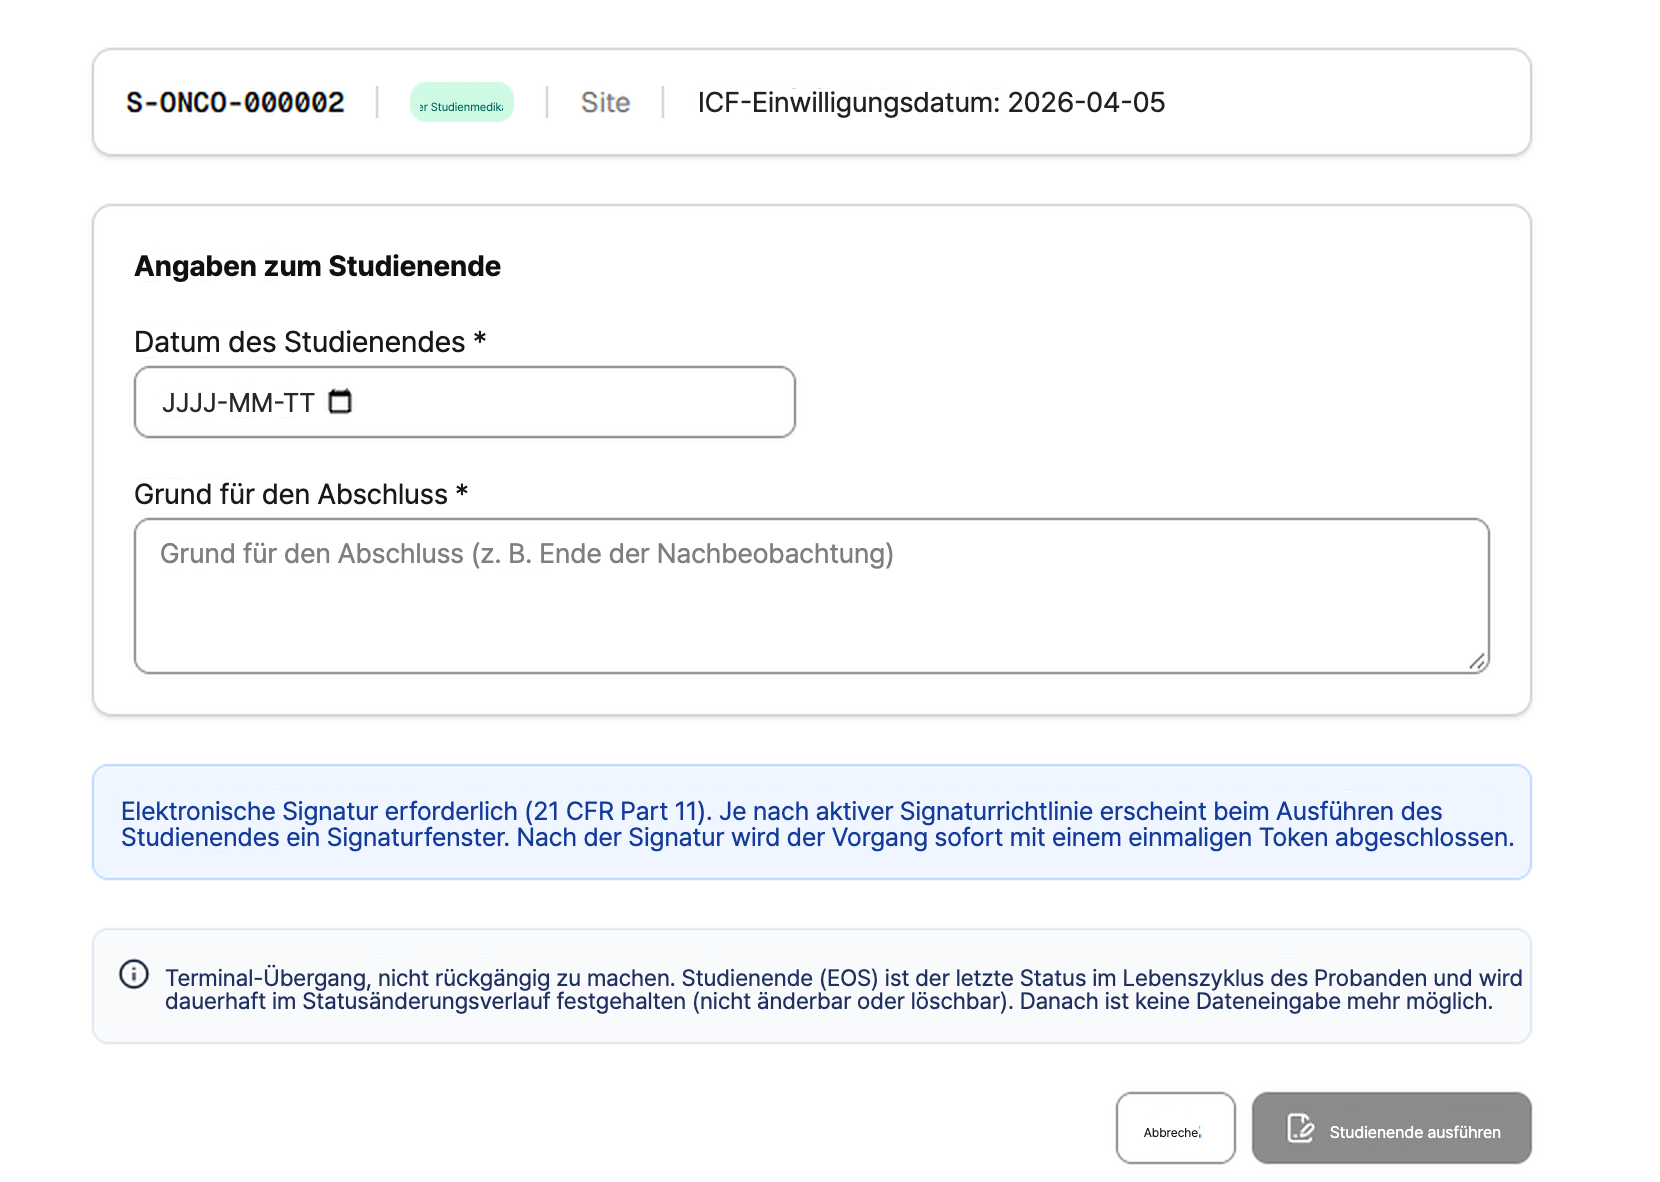 S-ONCO-000002
Site
ICF-Einwilligungsdatum: 2026-04-05
Angaben zum Studienende
Datum des Studienendes *
JJJJ-MM-TT
Grund für den Abschluss *
Grund für den Abschluss (z. B. Ende der Nachbeobachtung)
Elektronische Signatur erforderlich (21 CFR Part 11). Je nach aktiver Signaturrichtlinie erscheint beim Ausführen des
Studienendes ein Signaturfenster. Nach der Signatur wird der Vorgang sofort mit einem einmaligen Token abgeschlossen.
Terminal-Übergang, nicht rückgängig zu machen. Studienende (EOS) ist der letzte Status im Lebenszyklus des Probanden und wird
dauerhaft im Statusänderungsverlauf festgehalten (nicht änderbar oder löschbar). Danach ist keine Dateneingabe mehr möglich.
Abbreche
Studienende ausführen